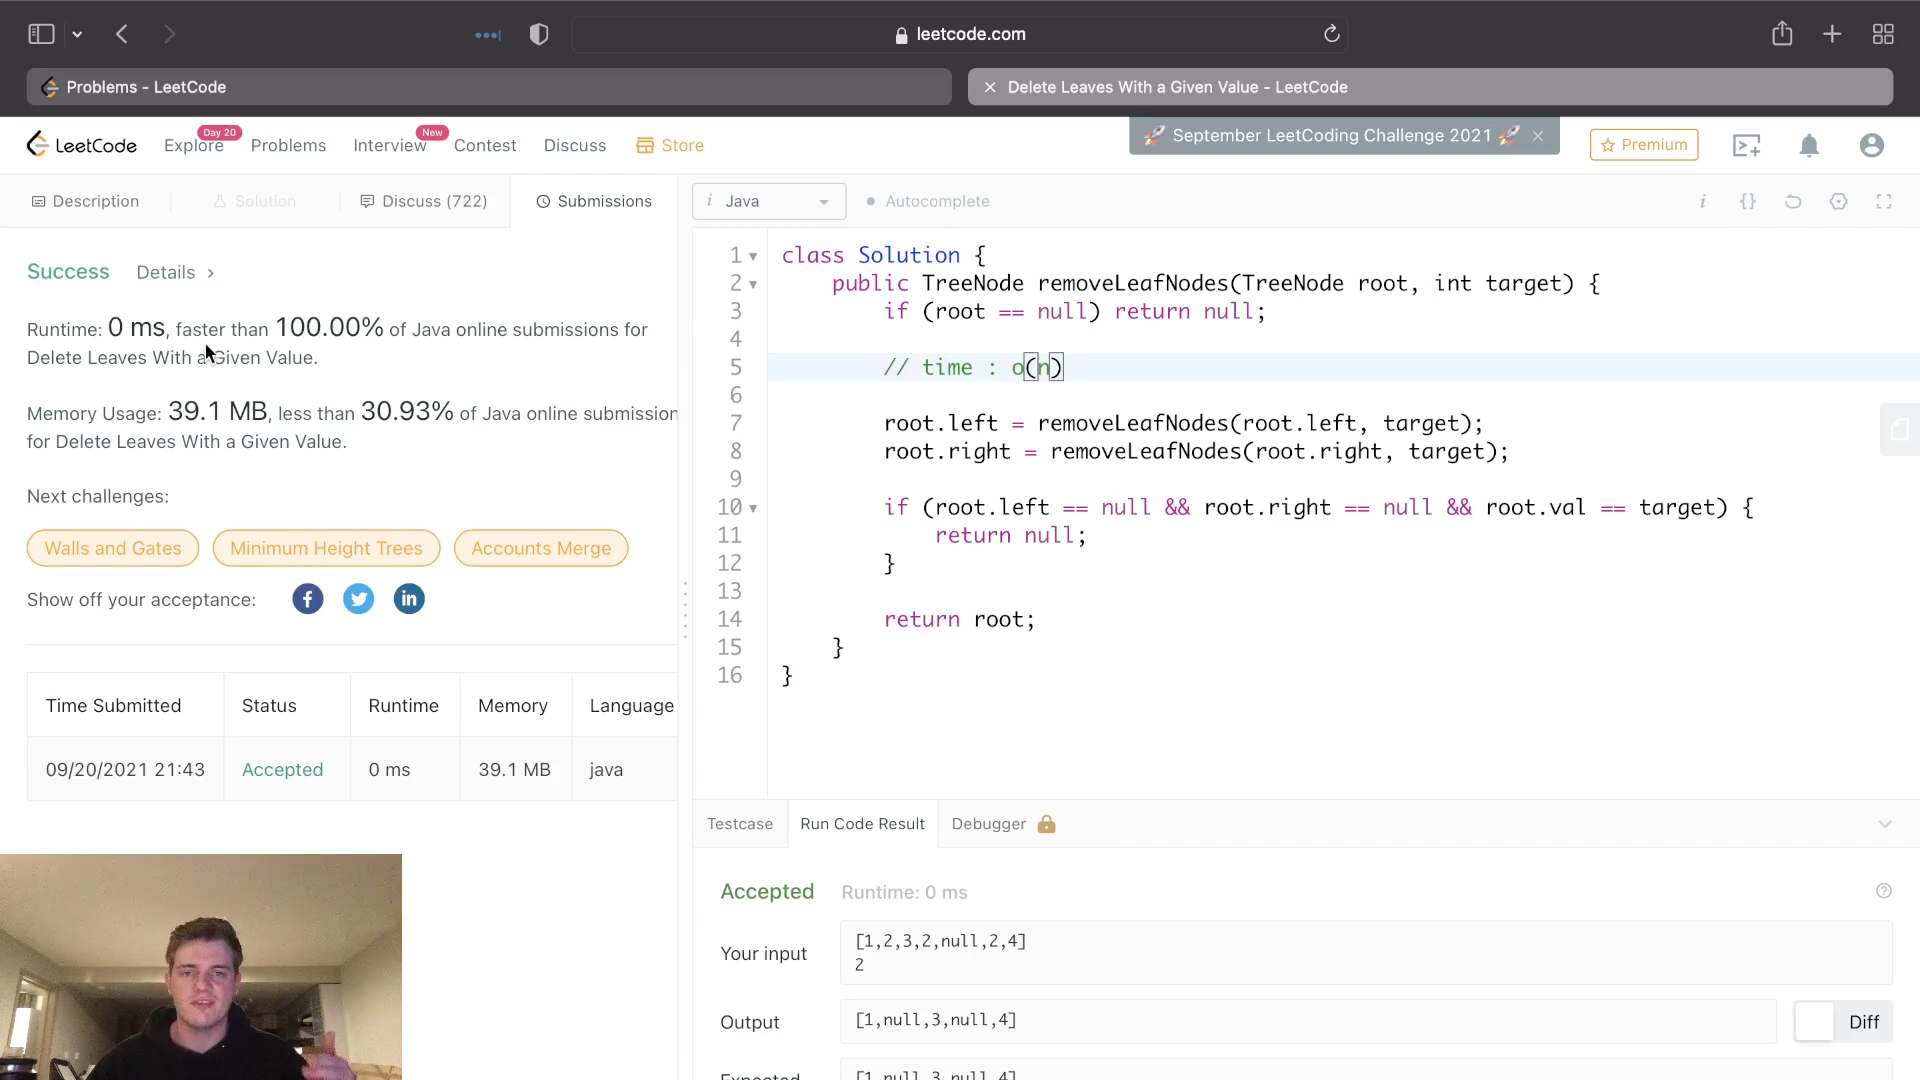 leetcode.com
Problems - LeetCode
Delete Leaves With a Given Value - LeetCode
LeetCode
Explore
Day 20
Problems
Interview
New
Contest
Discuss
Store
🚀 September LeetCoding Challenge 2021 🚀
Premium
Description
Solution
Discuss (722)
Submissions
i Java
Autocomplete
Success Details >
Runtime: 0 ms, faster than 100.00% of Java online submissions for
Delete Leaves With a Given Value.
Memory Usage: 39.1 MB, less than 30.93% of Java online submission
for Delete Leaves With a Given Value.
Next challenges:
Walls and Gates
Minimum Height Trees
Accounts Merge
Show off your acceptance:
Time Submitted Status Runtime Memory Language
09/20/2021 21:43 Accepted 0 ms 39.1 MB java
1 class Solution {
2 public TreeNode removeLeafNodes(TreeNode root, int target) {
3 if (root == null) return null;
4
5 // time : o(n)
6
7 root.left = removeLeafNodes(root.left, target);
8 root.right = removeLeafNodes(root.right, target);
9
10 if (root.left == null && root.right == null && root.val == target) {
11 return null;
12 }
13
14 return root;
15 }
16 }
Testcase
Run Code Result
Debugger
Accepted Runtime: 0 ms
Your input
[1,2,3,2,null,2,4]
2
Output
[1,null,3,null,4]
Diff
Expected
[1,null,3,null,4]